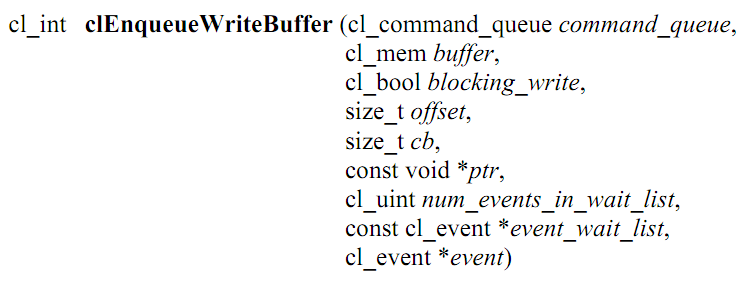 cl_int clEnqueueWriteBuffer (cl_command_queue command_queue,
cl_mem buffer,
cl_bool blocking_write,
size_t offset,
size_t cb,
const void *ptr,
cl_uint num_events_in_wait_list,
const cl_event *event_wait_list,
cl_event *event)